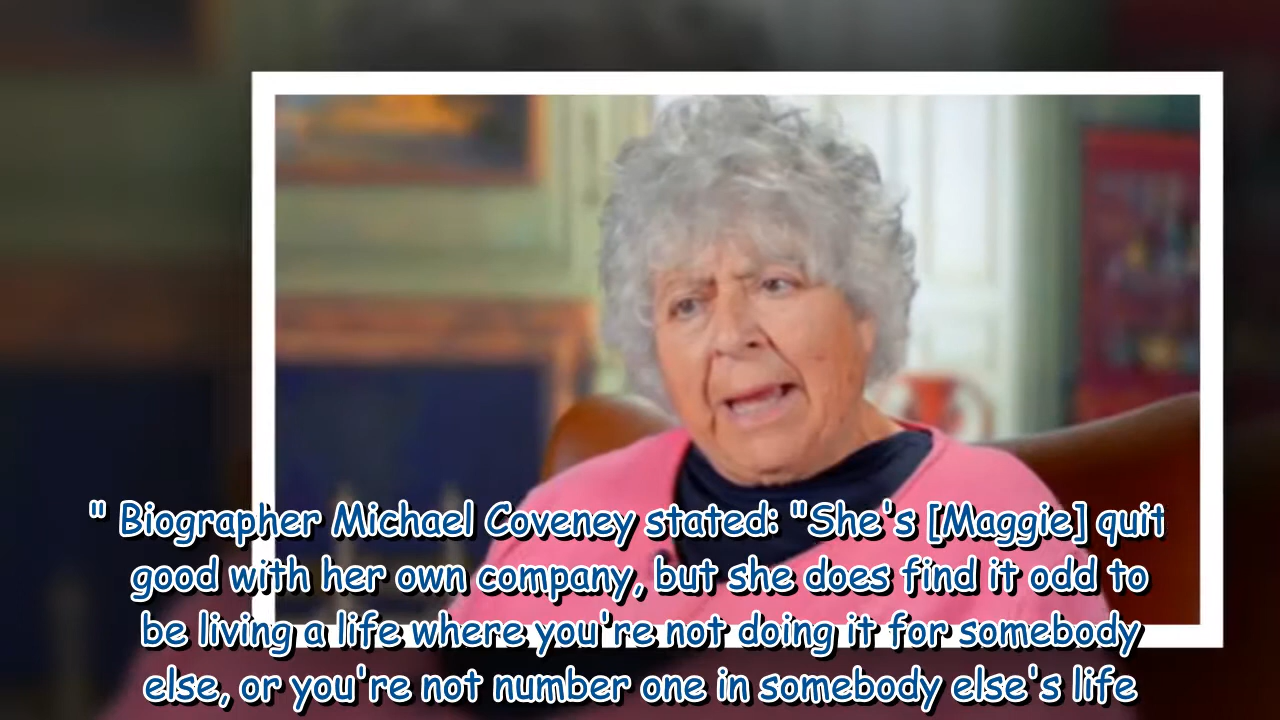 " Biographer Michael Coveney stated: "She's [Maggie] quit
good with her own company, but she does find it odd to
be living a life where you're not doing it for somebody
else, or you're not number one in somebody else's life